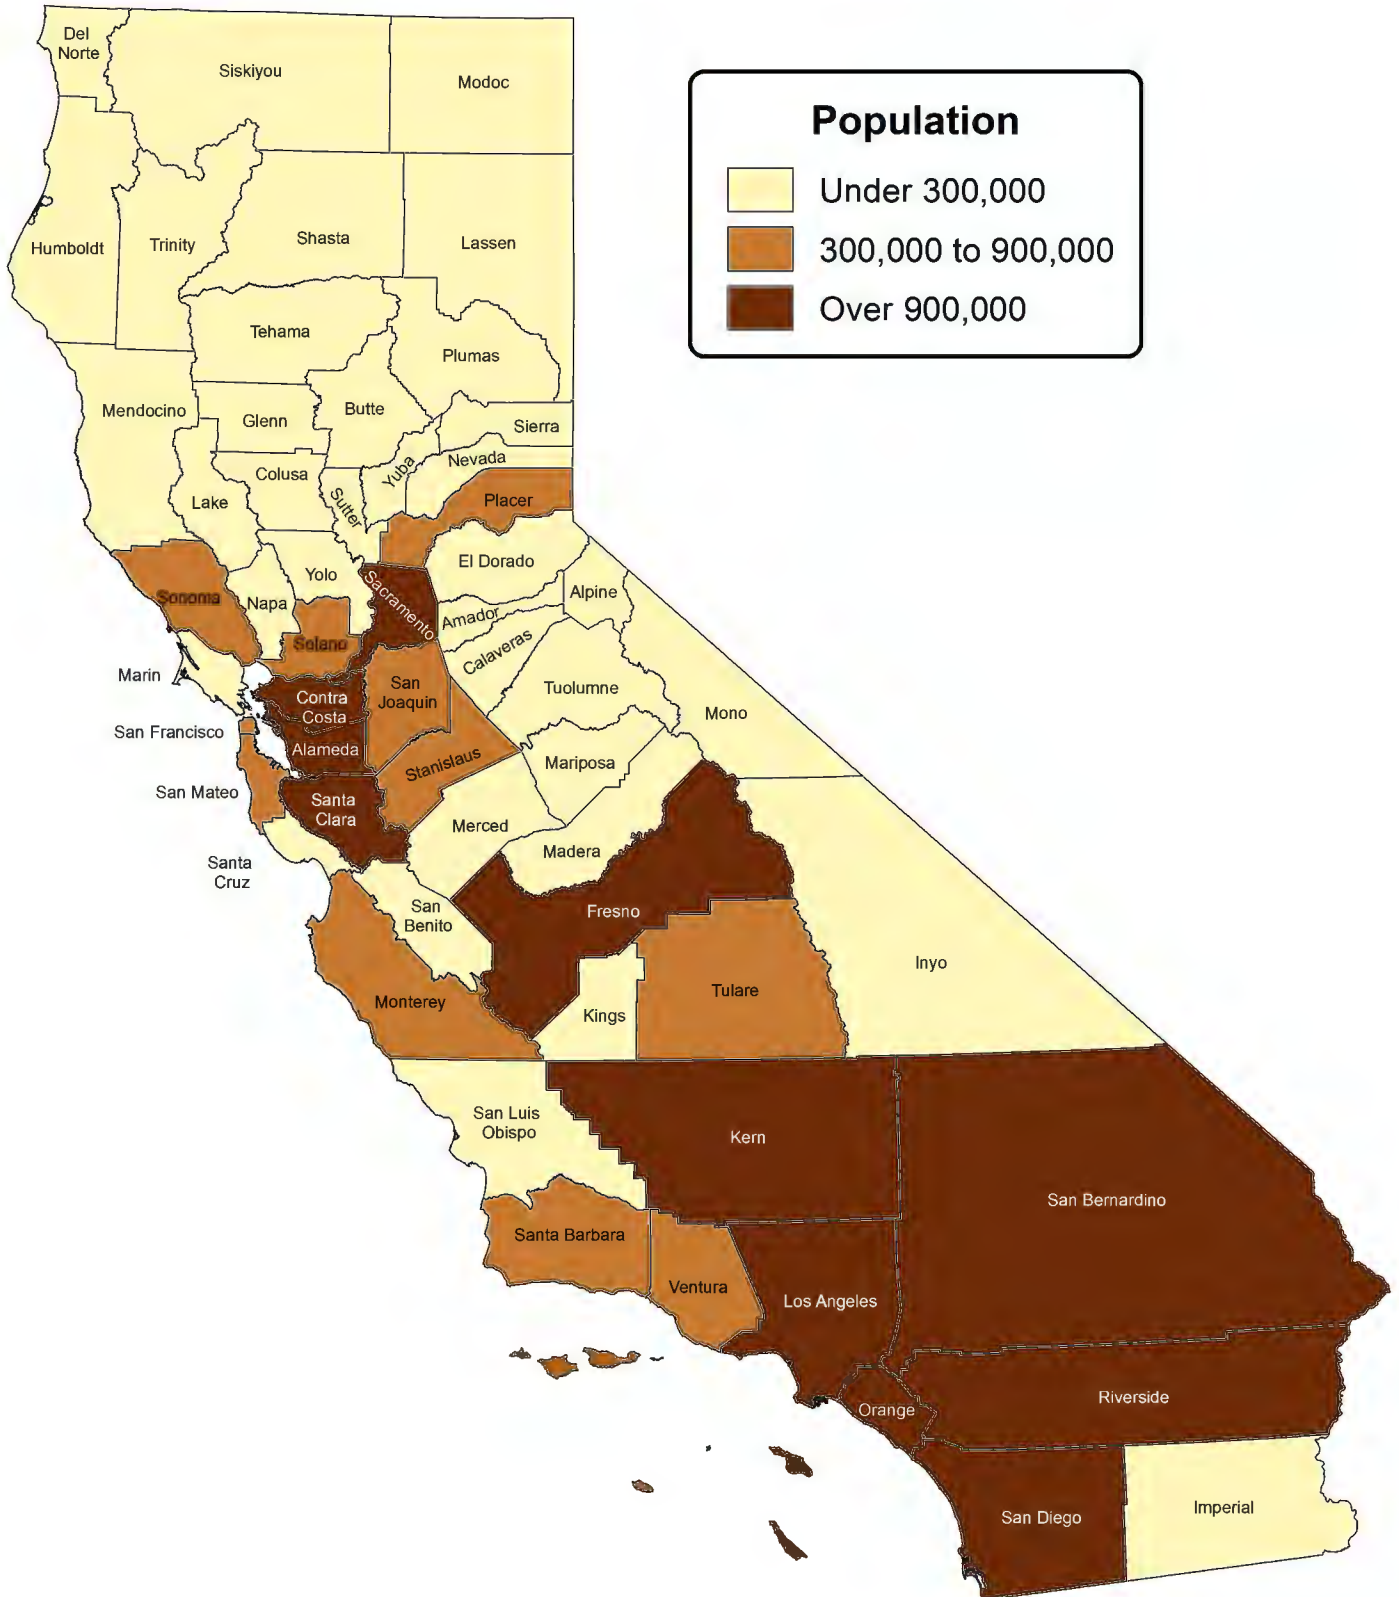 Del
Norte
Siskiyou
Modoc
Population
Under 300,000
300,000 to 900,000
Over 900,000
Humboldt
Trinity
Shasta
Lassen
Tehama
Plumas
Mendocino
Glenn
Butte
Sierra
Colusa
Yuba
Nevada
Lake
Sutter
Placer
El Dorado
Yolo
Sacramento
Alpine
Sonoma
Napa
Amador
Solano
Calaveras
Marin
San
Joaquin
Contra
Costa
Tuolumne
Mono
San Francisco
Alameda
Stanislaus
Mariposa
San Mateo
Santa
Clara
Merced
Madera
Santa
Cruz
San
Benito
Fresno
Inyo
Monterey
Tulare
Kings
San Luis
Obispo
Kern
San Bernardino
Santa Barbara
Ventura
Los Angeles
Riverside
Orange
San Diego
Imperial